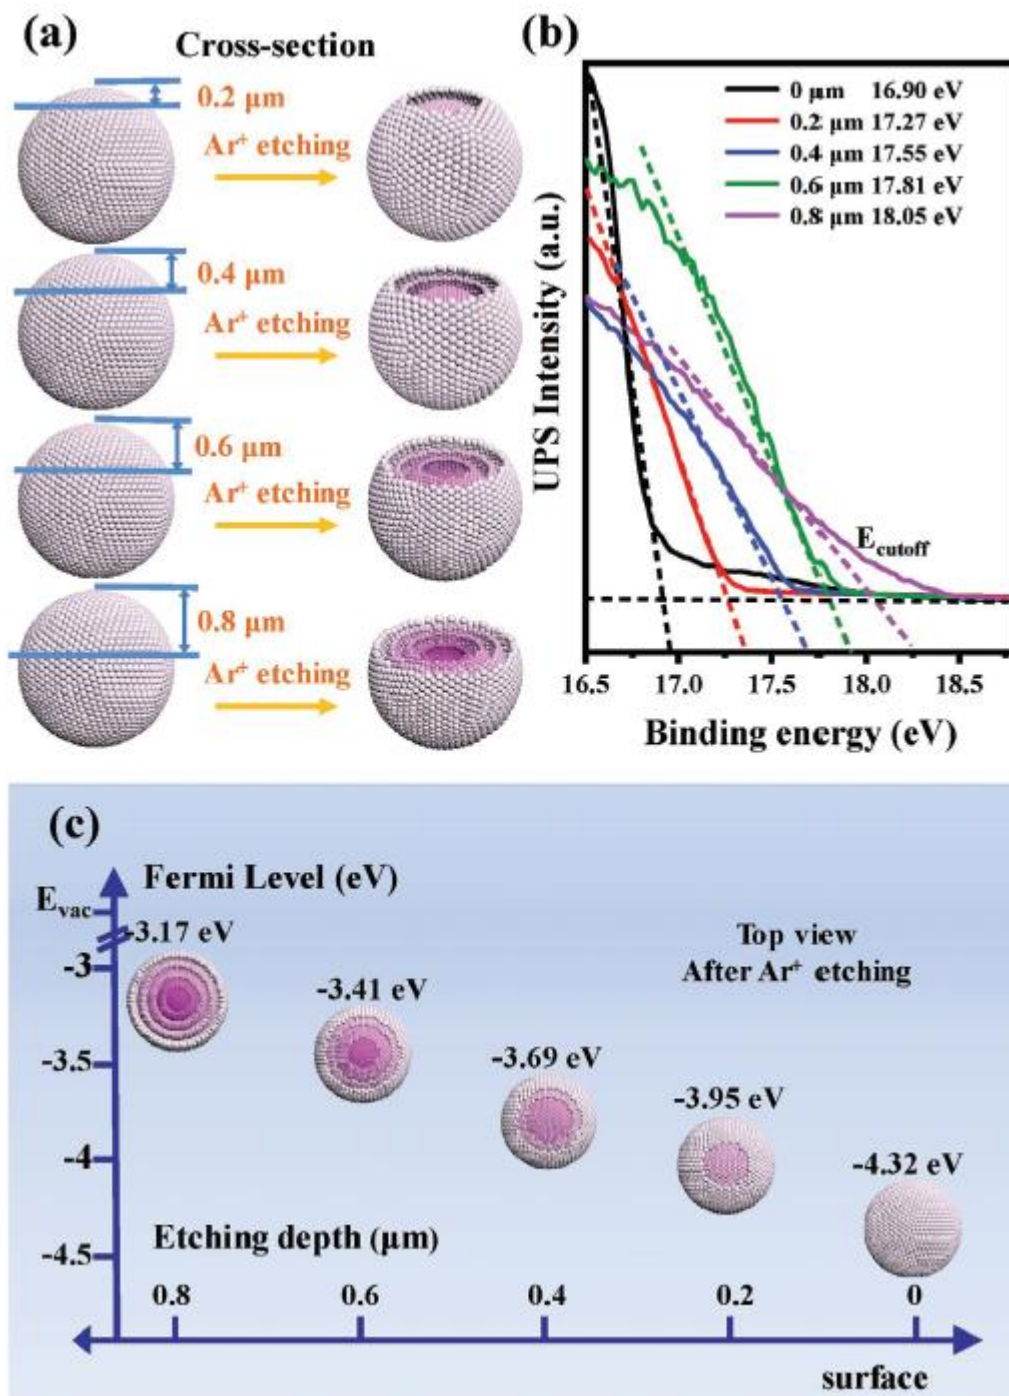 (a)
Cross-section
0.2 μm
Ar⁺ etching
0.4 μm
Ar⁺ etching
0.6 μm
Ar⁺ etching
0.8 μm
Ar⁺ etching
(b)
UPS Intensity (a.u.)
0 μm 16.90 eV
0.2 μm 17.27 eV
0.4 μm 17.55 eV
0.6 μm 17.81 eV
0.8 μm 18.05 eV
E_cutoff
16.5 17.0 17.5 18.0 18.5
Binding energy (eV)
(c)
Fermi Level (eV)
E_vac
-3.17 eV
Top view
After Ar⁺ etching
-3
-3.41 eV
-3.5
-3.69 eV
-3.95 eV
-4
-4.32 eV
Etching depth (μm)
-4.5
0.8 0.6 0.4 0.2 0
surface